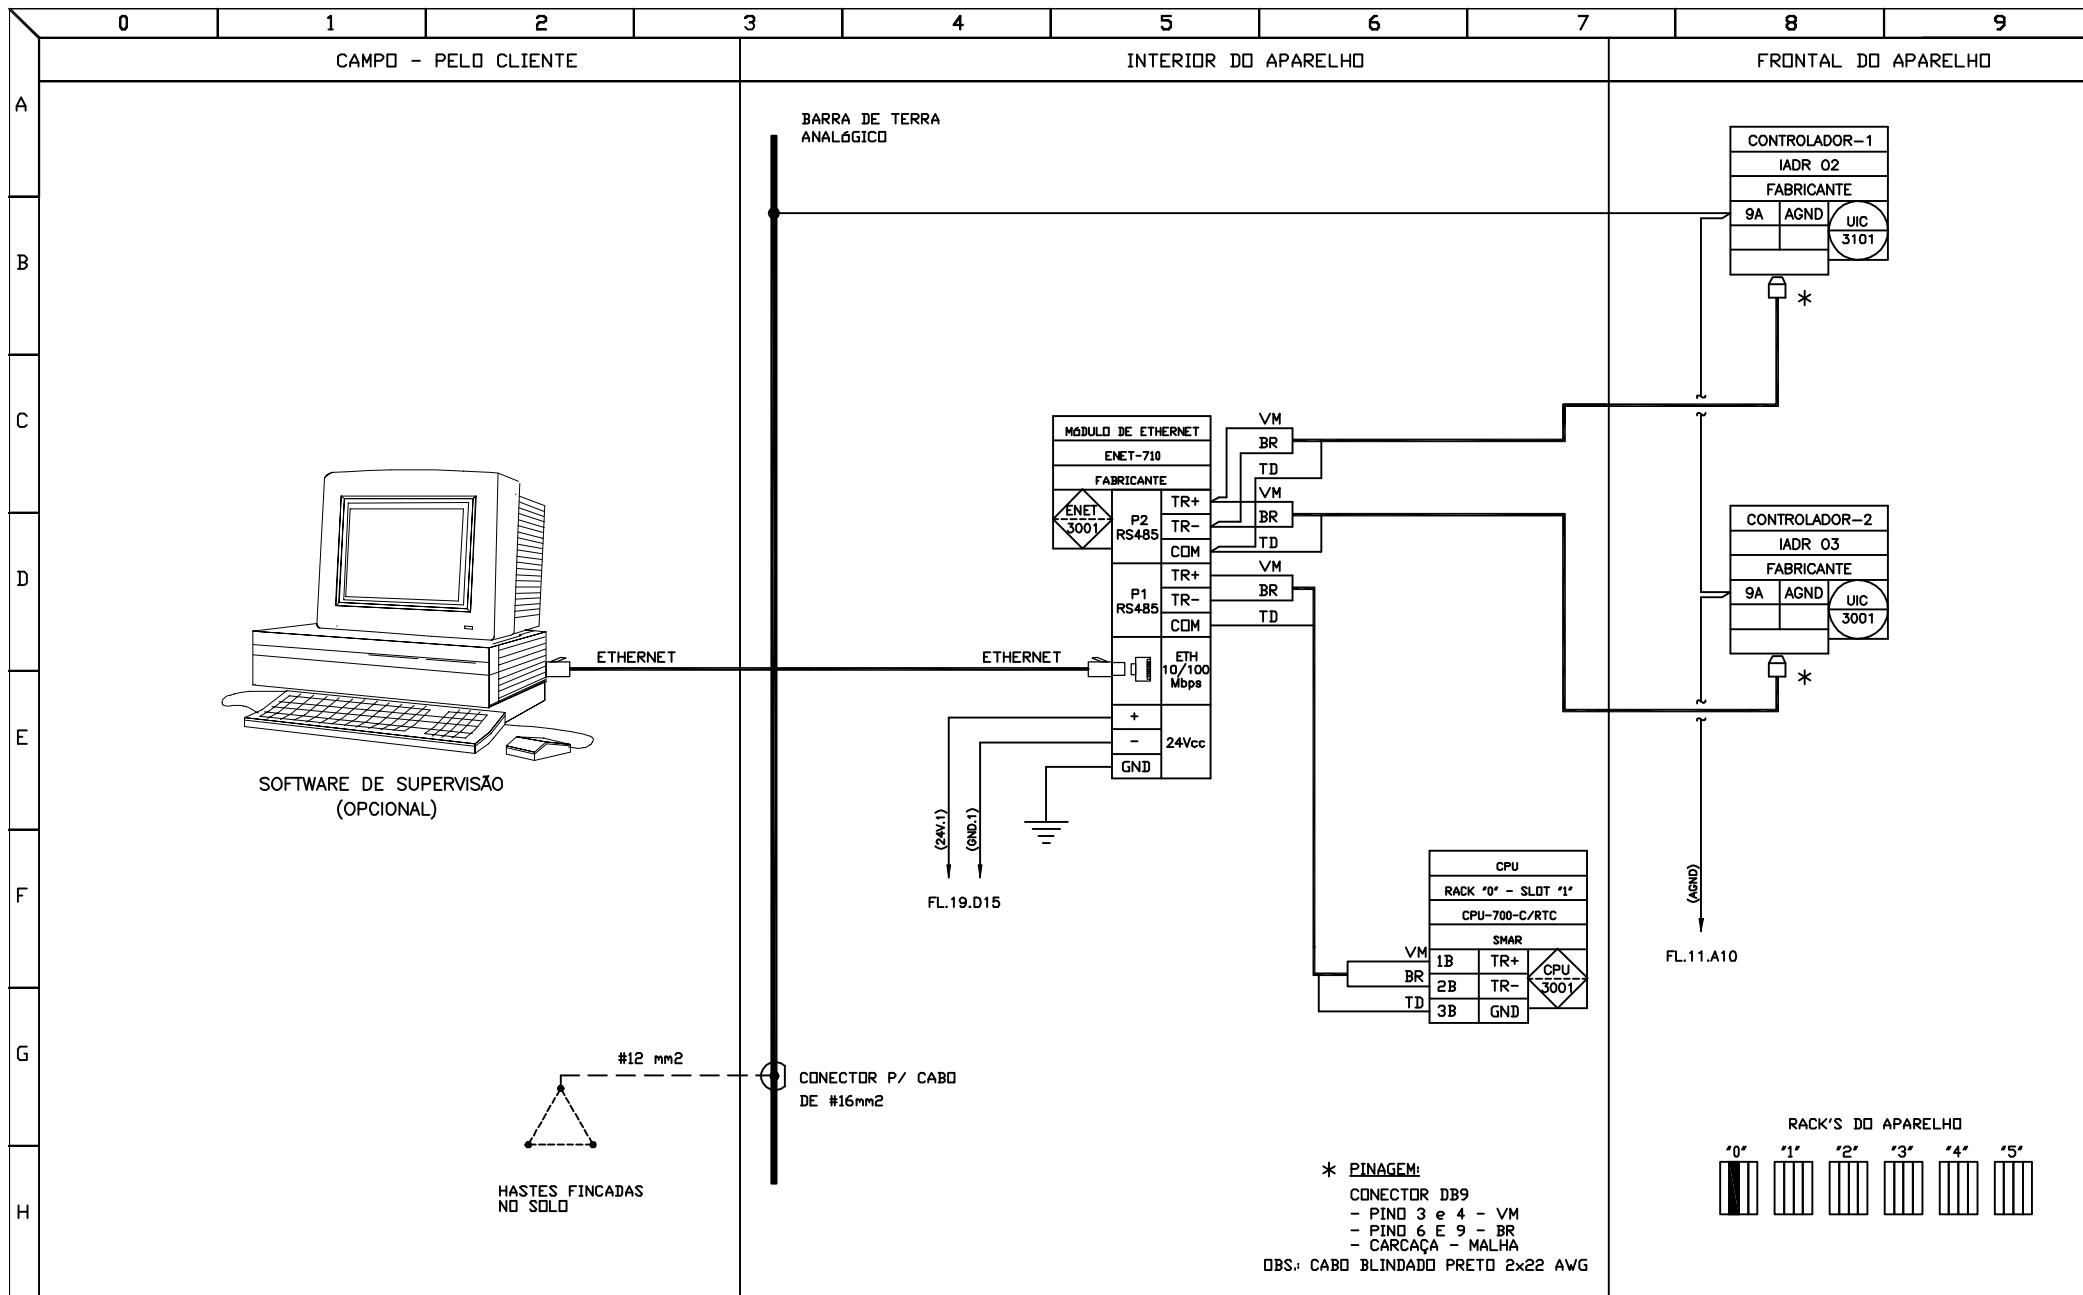 0 1 2 3 4 5 6 7 8 9
CAMPO - PELO CLIENTE
INTERIOR DO APARELHO
FRONTAL DO APARELHO
A
B
C
D
E
F
G
H
BARRA DE TERRA
ANALóGICO
CONTROLADOR-1
IADR 02
FABRICANTE
9A AGND
UIC
3101
*
MóDULO DE ETHERNET
ENET-710
FABRICANTE
ENET
3001
P2
RS485
TR+
TR-
COM
P1
RS485
TR+
TR-
COM
ETH
10/100
Mbps
+
-
GND
24Vcc
VM
BR
TD
VM
BR
TD
VM
BR
TD
CONTROLADOR-2
IADR 03
FABRICANTE
9A AGND
UIC
3001
*
ETHERNET
ETHERNET
SOFTWARE DE SUPERVISÃO
(OPCIONAL)
(24V.1)
(GND.1)
FL.19.D15
(AGND)
FL.11.A10
CPU
RACK "0" - SLOT "1"
CPU-700-C/RTC
SMAR
VM 1B TR+
BR 2B TR-
TD 3B GND
CPU
3001
#12 mm2
CONECTOR P/ CABO
DE #16mm2
HASTES FINCADAS
NO SOLO
RACK'S DO APARELHO
"0" "1" "2" "3" "4" "5"
* PINAGEM:
CONECTOR DB9
- PINO 3 e 4 - VM
- PINO 6 E 9 - BR
- CARCAÇA - MALHA
OBS.: CABO BLINDADO PRETO 2x22 AWG